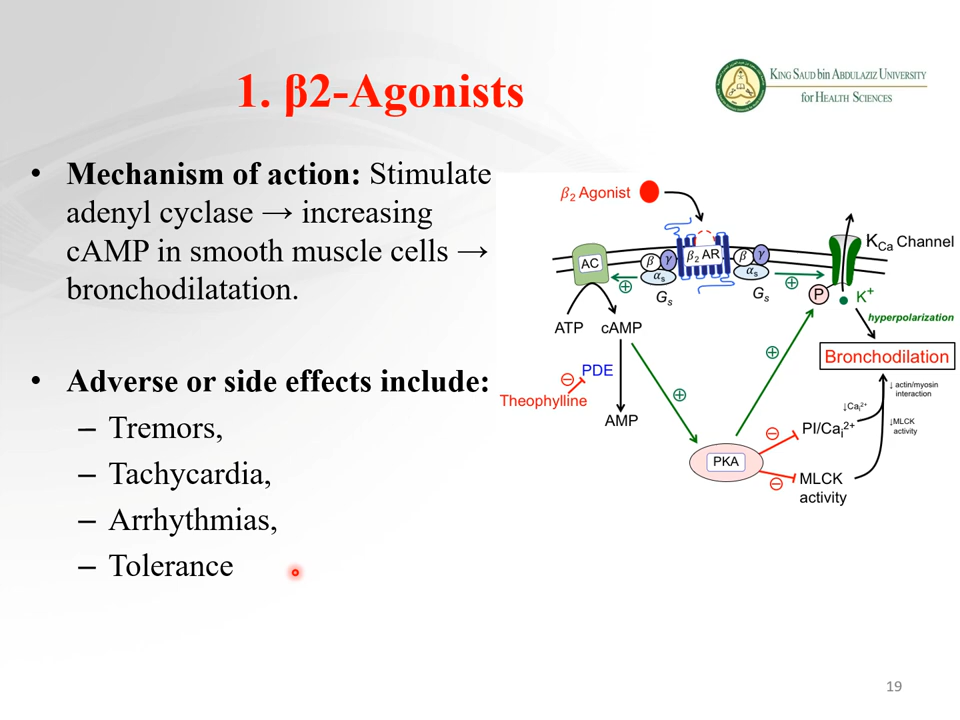 1. β2-Agonists
KING SAUD bin ABDULAZIZ UNIVERSITY
for HEALTH SCIENCES
• Mechanism of action: Stimulate
adenyl cyclase → increasing
cAMP in smooth muscle cells →
bronchodilatation.
• Adverse or side effects include:
– Tremors,
– Tachycardia,
– Arrhythmias,
– Tolerance
β2 Agonist
KCa Channel
AC
β γ
αs
Gs
β2 AR
β γ
αs
Gs
⊕
⊕
P
K+
hyperpolarization
ATP
cAMP
Bronchodilation
PDE
⊖
Theophylline
AMP
⊕
⊕
↓ actin/myosin
interaction
↓Cai2+
↓MLCK
activity
PI/Cai2+
PKA
⊖
⊖
MLCK
activity
19